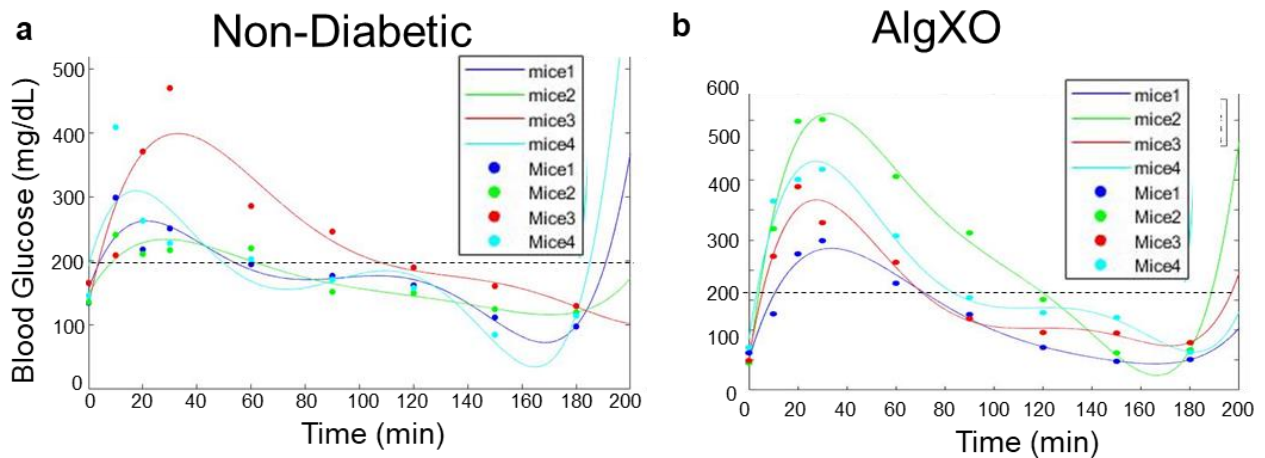 a
Non-Diabetic
Blood Glucose (mg/dL)
500
400
300
200
100
0
mice1
mice2
mice3
mice4
Mice1
Mice2
Mice3
Mice4
0 20 40 60 80 100 120 140 160 180 200
Time (min)
b
AlgXO
600
500
400
300
200
100
0
mice1
mice2
mice3
mice4
Mice1
Mice2
Mice3
Mice4
0 20 40 60 80 100 120 140 160 180 200
Time (min)